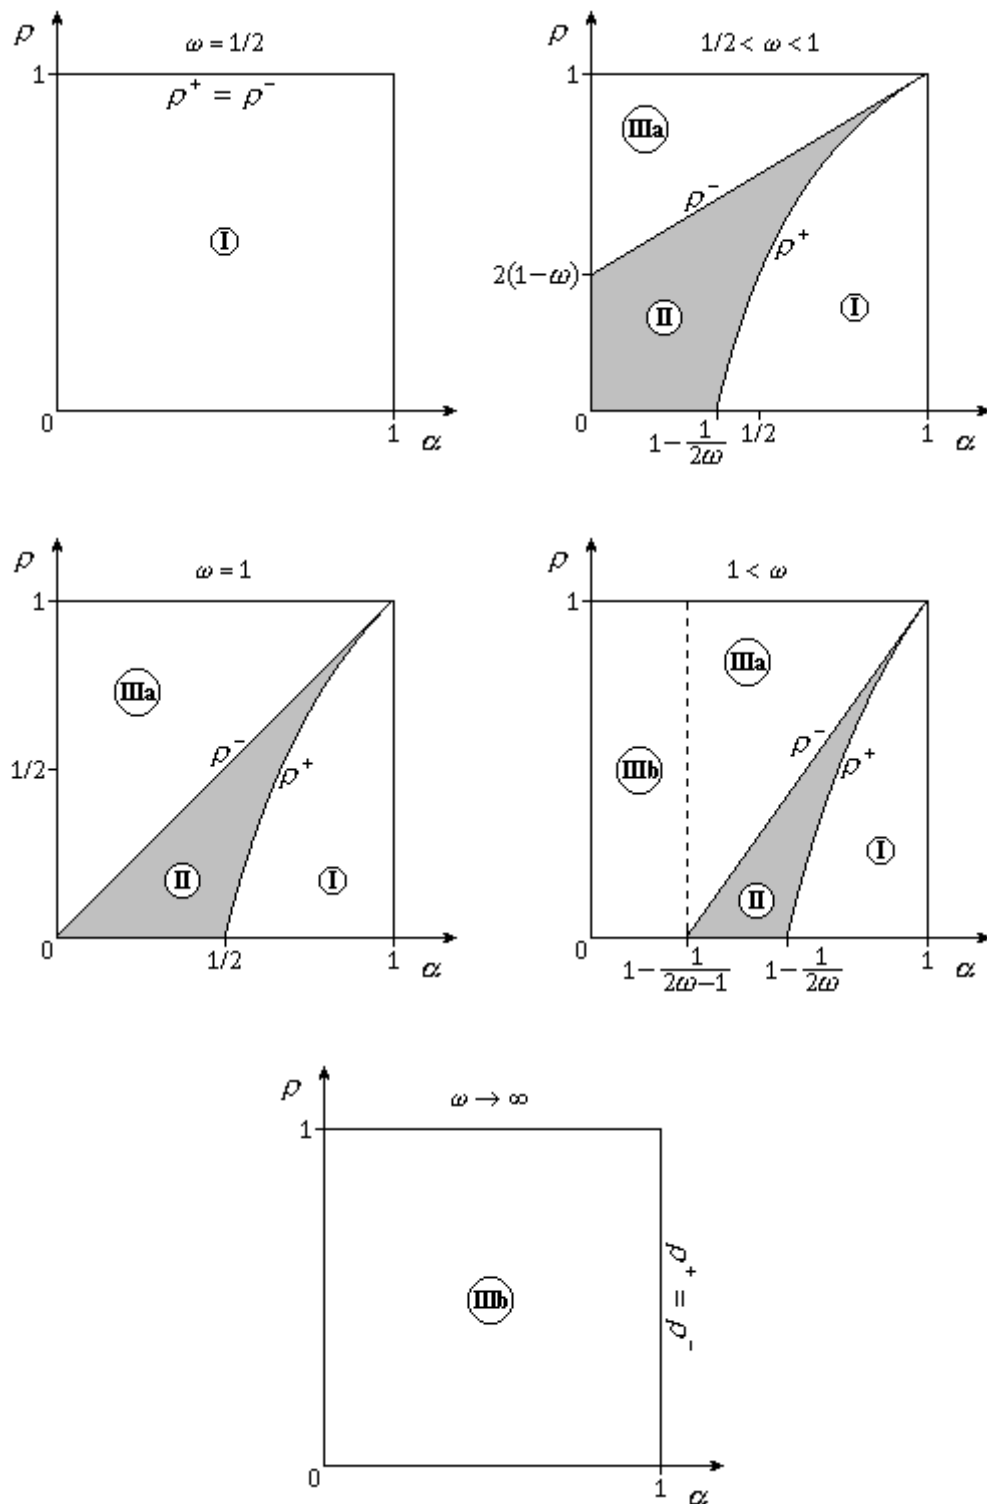 ρ
ω = 1/2
1
ρ⁺ = ρ⁻
I
0
1
α
ρ
1/2 < ω < 1
1
IIIa
ρ⁻
ρ⁺
2(1−ω)
II
I
0
1−1/2ω
1/2
1
α
ρ
ω = 1
1
IIIa
ρ⁻
ρ⁺
1/2
II
I
0
1/2
1
α
ρ
1 < ω
1
IIIa
ρ⁻
ρ⁺
IIIb
I
II
0
1−1/2ω−1
1−1/2ω
1
α
ρ
ω → ∞
1
IIIb
ρ⁻ = ρ⁺
0
1
α